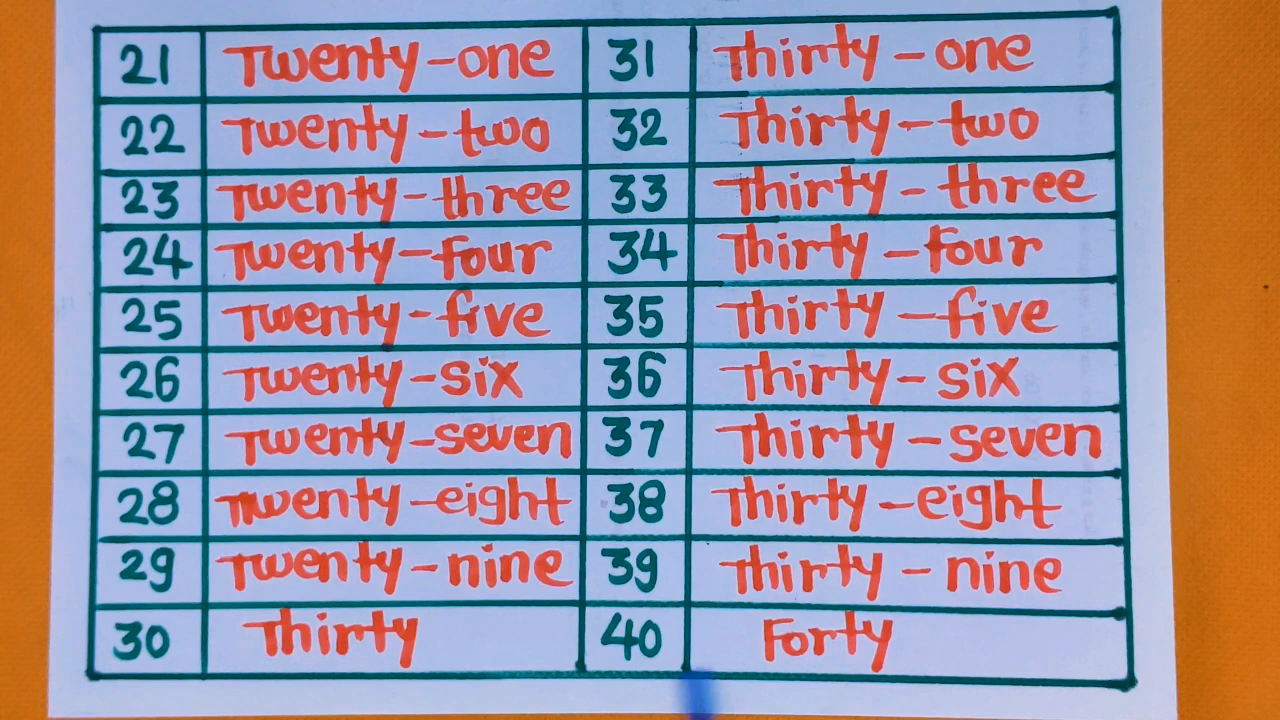 21 Twenty-one 31 Thirty-one
22 Twenty-two 32 Thirty-two
23 Twenty-three 33 Thirty-three
24 Twenty-four 34 Thirty-four
25 Twenty-five 35 Thirty-five
26 Twenty-six 36 Thirty-six
27 Twenty-seven 37 Thirty-seven
28 Twenty-eight 38 Thirty-eight
29 Twenty-nine 39 Thirty-nine
30 Thirty 40 Forty